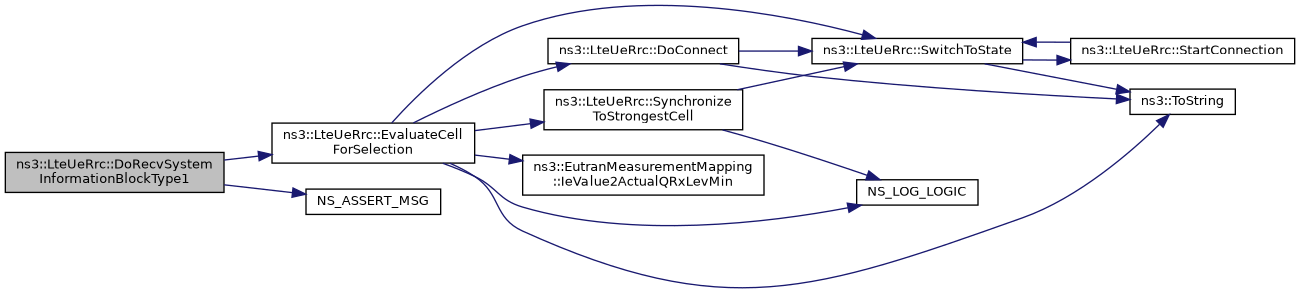 ns3::LteUeRrc::DoRecvSystem
InformationBlockType1
ns3::LteUeRrc::EvaluateCell
ForSelection
NS_ASSERT_MSG
ns3::LteUeRrc::DoConnect
ns3::LteUeRrc::Synchronize
ToStrongestCell
ns3::EutranMeasurementMapping
::IeValue2ActualQRxLevMin
ns3::LteUeRrc::SwitchToState
NS_LOG_LOGIC
ns3::LteUeRrc::StartConnection
ns3::ToString